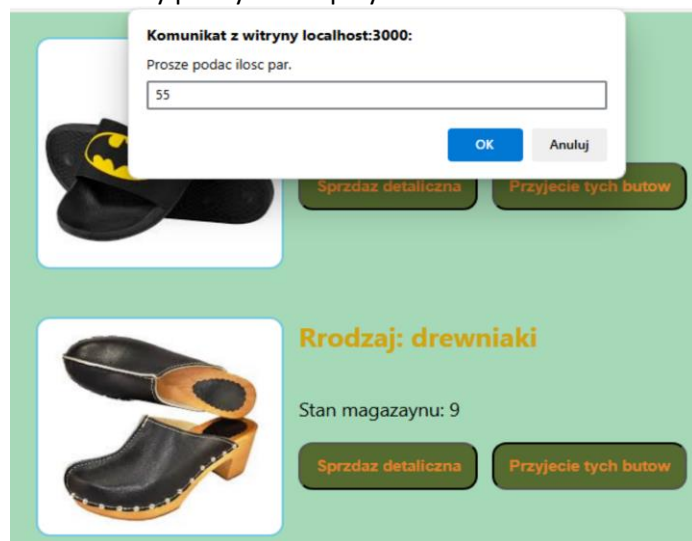 Komunikat z witryny localhost:3000:
Prosze podac ilosc par.
55
OK Anuluj
Sprzdaz detaliczna Przyjecie tych butow
Rrodzaj: drewniaki
Stan magazaynu: 9
Sprzdaz detaliczna Przyjecie tych butow